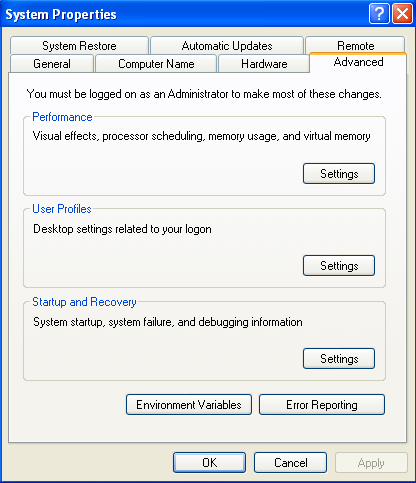 System Properties
System Restore Automatic Updates Remote
General Computer Name Hardware Advanced
You must be logged on as an Administrator to make most of these changes.
Performance
Visual effects, processor scheduling, memory usage, and virtual memory
Settings
User Profiles
Desktop settings related to your logon
Settings
Startup and Recovery
System startup, system failure, and debugging information
Settings
Environment Variables Error Reporting
OK Cancel Apply